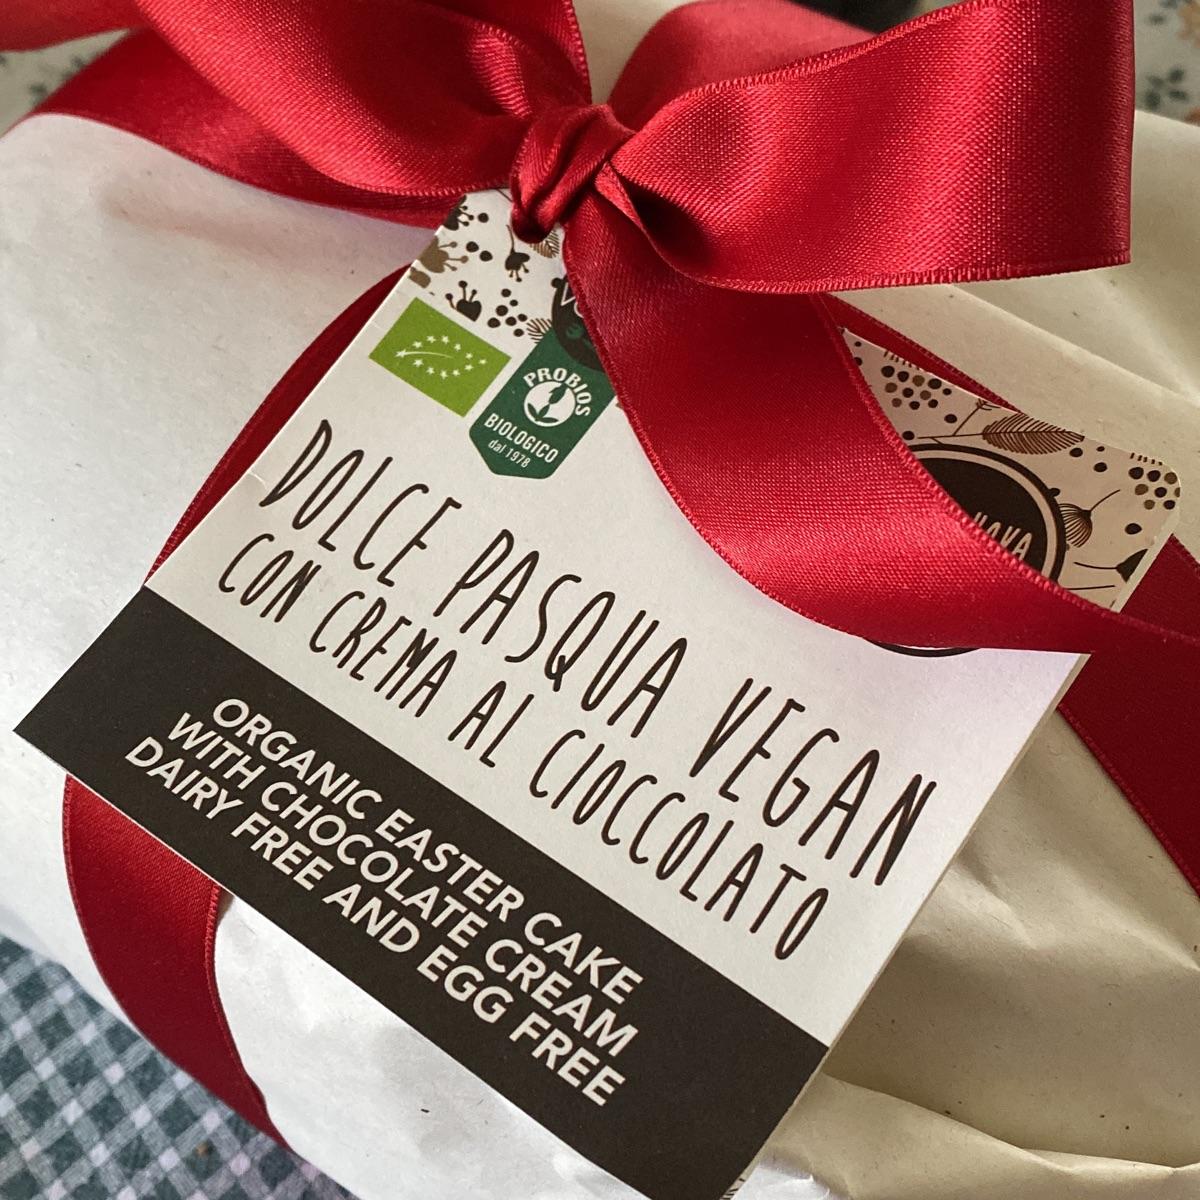 PROBIOS
BIOLOGICO
dal 1978
DOLCE PASQUA VEGAN
CON CREMA AL CIOCCOLATO
ORGANIC EASTER CAKE
WITH CHOCOLATE CREAM
DAIRY FREE AND EGG FREE